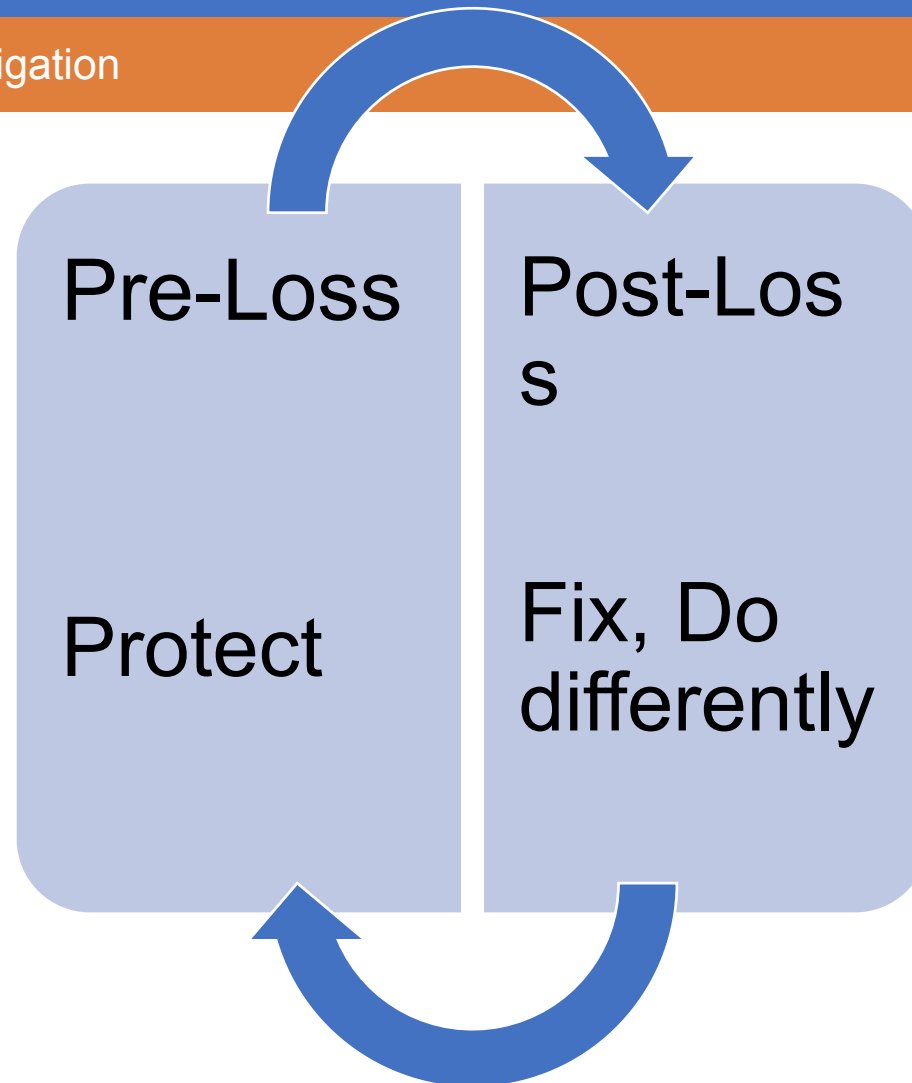 igation
Pre-Loss
Protect
Post-Los
s
Fix, Do
differently